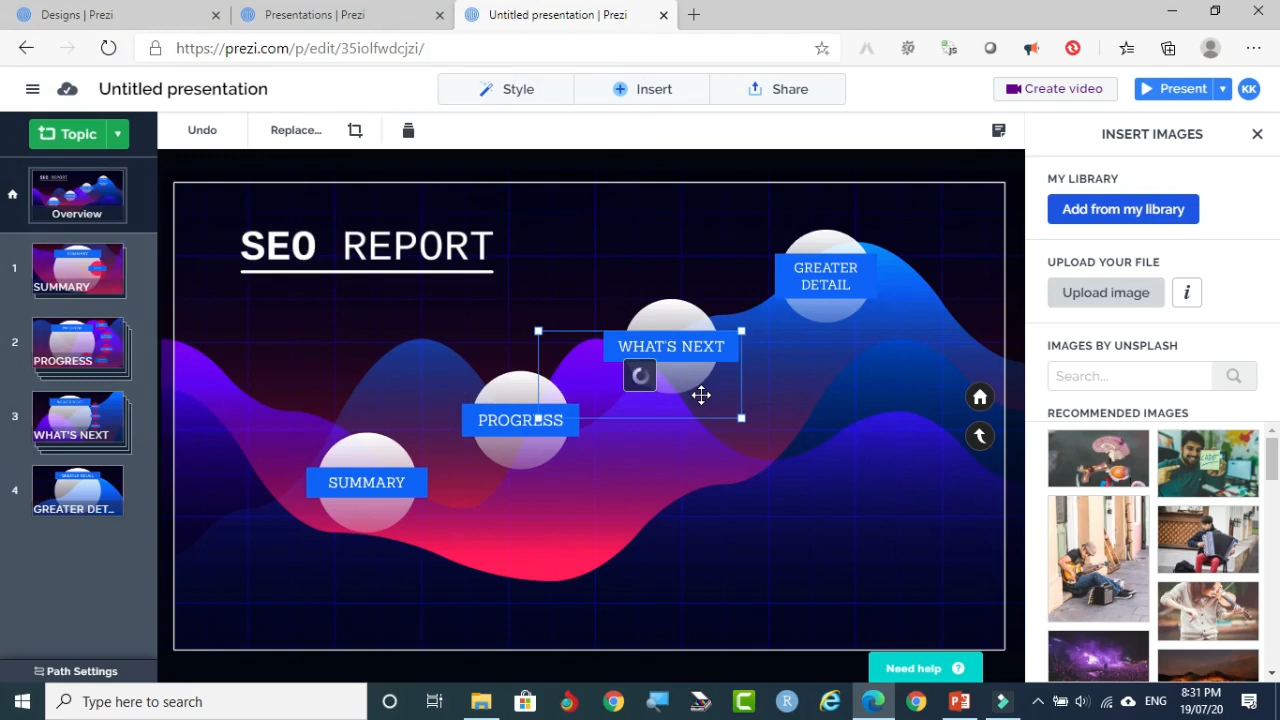 Designs | Prezi
Presentations | Prezi
Untitled presentation | Prezi
https://prezi.com/p/edit/35iolfwdcjzi/
Untitled presentation
Style
Insert
Share
Create video
Present
KK
Topic
Undo
Replace...
INSERT IMAGES
MY LIBRARY
Add from my library
UPLOAD YOUR FILE
Upload image
i
IMAGES BY UNSPLASH
Search...
RECOMMENDED IMAGES
SEO REPORT
Overview
1
SUMMARY
2
PROGRESS
3
WHAT'S NEXT
4
GREATER DET...
SEO REPORT
GREATER
DETAIL
WHAT'S NEXT
PROGRESS
SUMMARY
Path Settings
Need help ?
Type here to search
ENG
8:31 PM
19/07/20